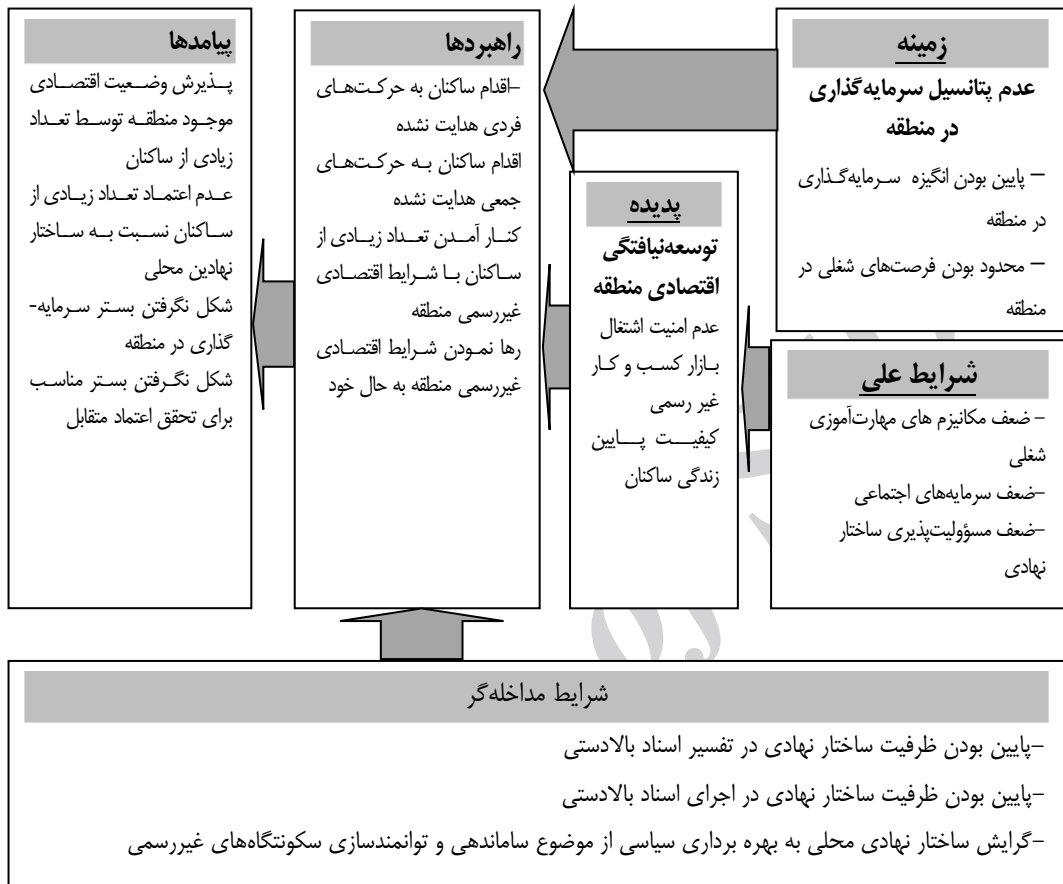 زمینه
عدم پتانسیل سرمایه‌گذاری
در منطقه
– پایین بودن انگیزه سرمایه‌گذاری
در منطقه
– محدود بودن فرصت‌های شغلی در
منطقه
شرایط علی
– ضعف مکانیزم های مهارت‌آموزی
شغلی
–ضعف سرمایه‌های اجتماعی
–ضعف مسؤولیت‌پذیری ساختار
نهادی
پدیده
توسعه‌نیافتگی
اقتصادی منطقه
عدم امنیت اشتغال
بازار کسب و کار
غیر رسمی
کیفیت پایین
زندگی ساکنان
راهبردها
–اقدام ساکنان به حرکت‌های
فردی هدایت نشده
اقدام ساکنان به حرکت‌های
جمعی هدایت نشده
کنار آمدن تعداد زیادی از
ساکنان با شرایط اقتصادی
غیررسمی منطقه
رها نمودن شرایط اقتصادی
غیررسمی منطقه به حال خود
پیامدها
پذیرش وضعیت اقتصادی
موجود منطقه توسط تعداد
زیادی از ساکنان
عدم اعتماد تعداد زیادی از
ساکنان نسبت به ساختار
نهادین محلی
شکل نگرفتن بستر سرمایه-
گذاری در منطقه
شکل نگرفتن بستر مناسب
برای تحقق اعتماد متقابل
شرایط مداخله‌گر
–پایین بودن ظرفیت ساختار نهادی در تفسیر اسناد بالادستی
–پایین بودن ظرفیت ساختار نهادی در اجرای اسناد بالادستی
–گرایش ساختار نهادی محلی به بهره برداری سیاسی از موضوع ساماندهی و توانمندسازی سکونتگاه‌های غیررسمی